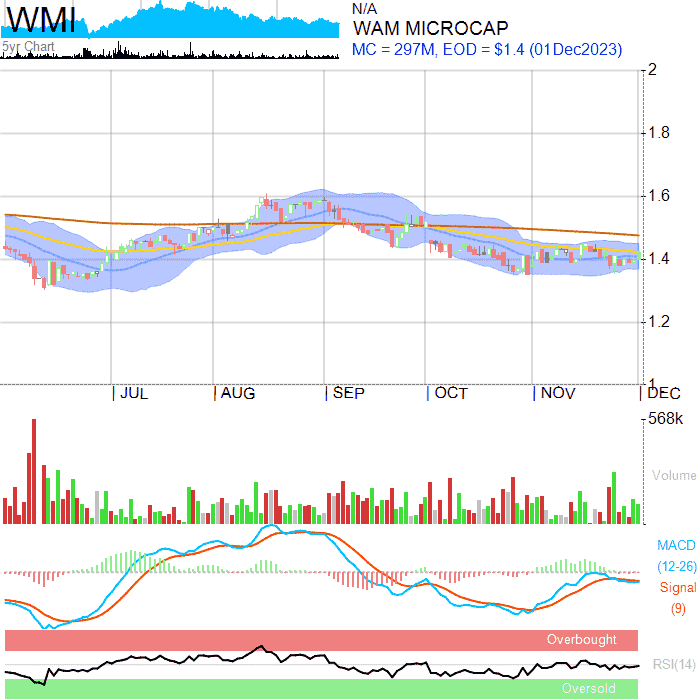 WMI
5yr Chart
N/A
WAM MICROCAP
MC = 297M, EOD = $1.4 (01Dec2023)
2
1.8
1.6
1.4
1.2
1
JUL
AUG
SEP
OCT
NOV
DEC
568k
Volume
MACD
(12-26)
Signal
(9)
Overbought
RSI(14)
Oversold